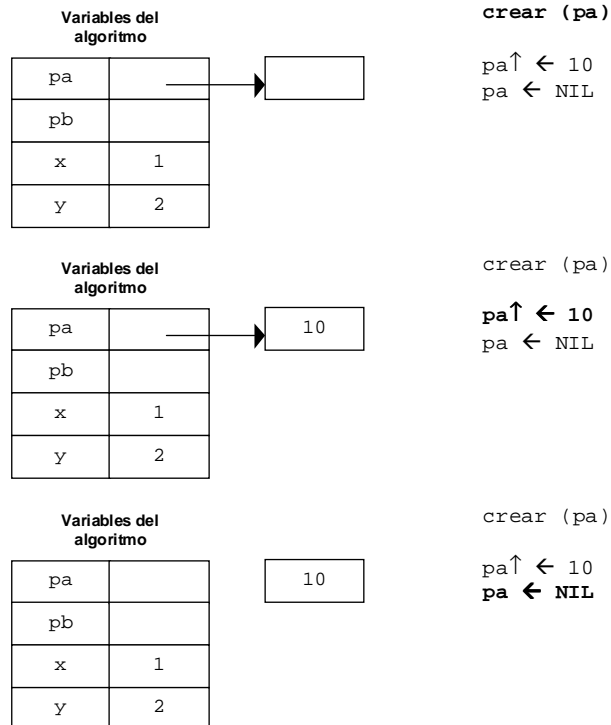 Variables del
algoritmo
crear (pa)
pa↑ ← 10
pa ← NIL
pa
pb
x 1
y 2
Variables del
algoritmo
crear (pa)
pa↑ ← 10
pa ← NIL
pa 10
pb
x 1
y 2
Variables del
algoritmo
crear (pa)
pa↑ ← 10
pa ← NIL
pa 10
pb
x 1
y 2